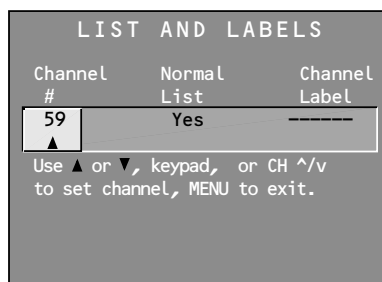 LIST AND LABELS
Channel Normal Channel
# List Label
59 Yes ------
▲
Use ▲ or ▼, keypad, or CH ^/v
to set channel, MENU to exit.